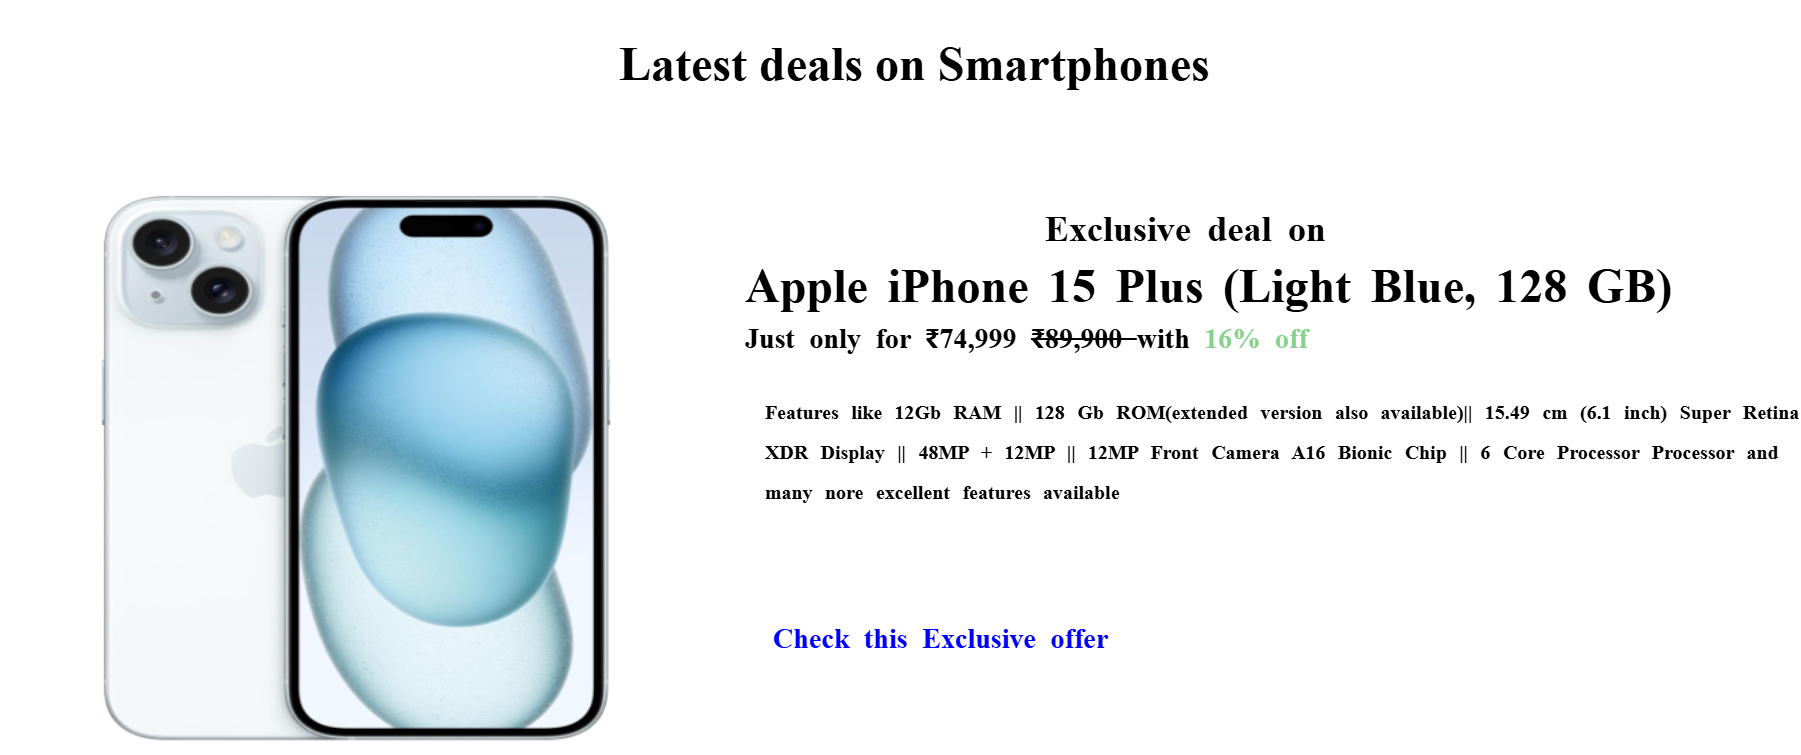 Latest deals on Smartphones
Exclusive deal on
Apple iPhone 15 Plus (Light Blue, 128 GB)
Just only for ₹74,999 ₹89,900 with 16% off
Features like 12Gb RAM || 128 Gb ROM(extended version also available)|| 15.49 cm (6.1 inch) Super Retina
XDR Display || 48MP + 12MP || 12MP Front Camera A16 Bionic Chip || 6 Core Processor Processor and
many nore excellent features available
Check this Exclusive offer